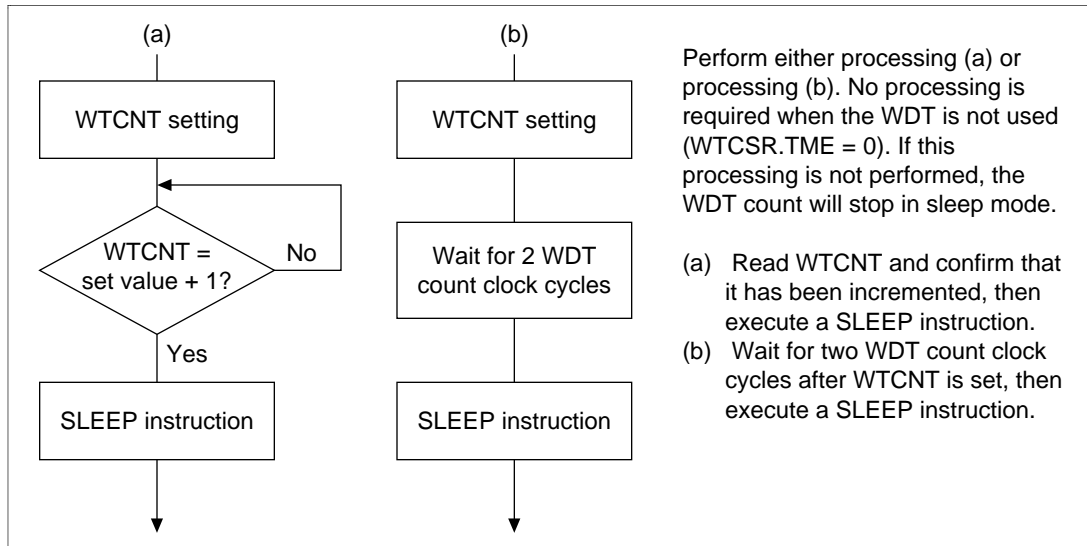 (a)
WTCNT setting
WTCNT =
set value + 1?
No
Yes
SLEEP instruction
(b)
WTCNT setting
Wait for 2 WDT
count clock cycles
SLEEP instruction
Perform either processing (a) or
processing (b). No processing is
required when the WDT is not used
(WTCSR.TME = 0). If this
processing is not performed, the
WDT count will stop in sleep mode.
(a) Read WTCNT and confirm that
it has been incremented, then
execute a SLEEP instruction.
(b) Wait for two WDT count clock
cycles after WTCNT is set, then
execute a SLEEP instruction.